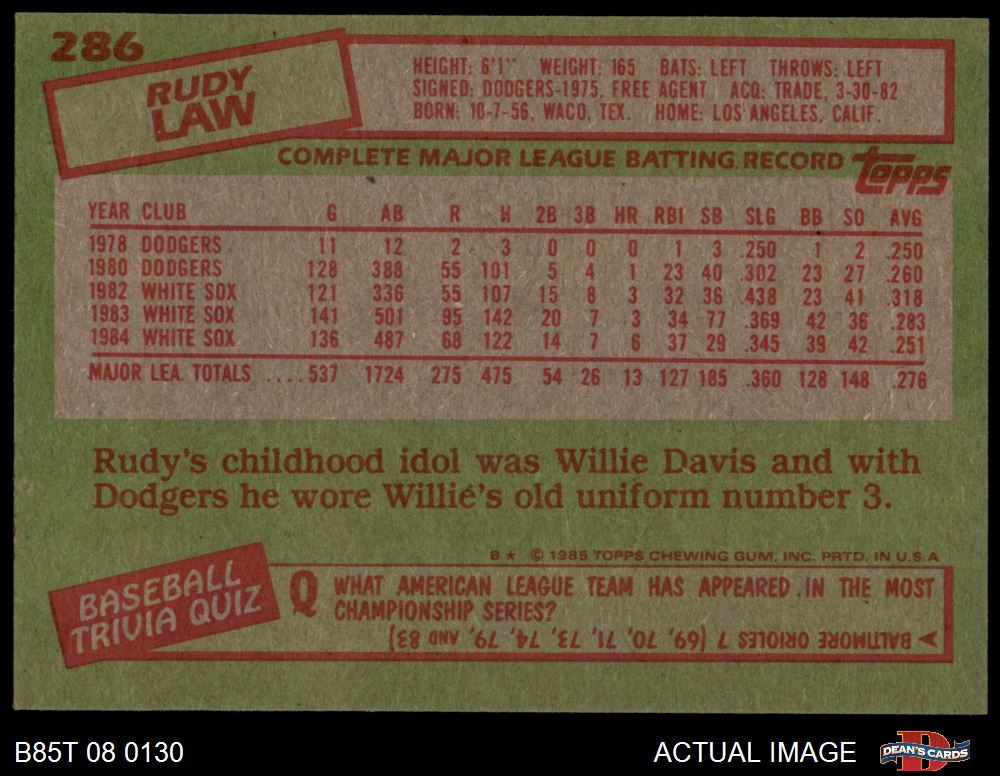 286
RUDY
LAW
HEIGHT: 6'1" WEIGHT: 165 BATS: LEFT THROWS: LEFT
SIGNED: DODGERS-1975, FREE AGENT ACQ: TRADE, 3-30-82
BORN: 10-7-56, WACO, TEX. HOME: LOS ANGELES, CALIF.
COMPLETE MAJOR LEAGUE BATTING RECORD topps
YEAR CLUB G AB R H 2B 3B HR RBI SB SLG BB SO AVG
1978 DODGERS 11 12 2 3 0 0 0 1 3 .250 1 2 .250
1980 DODGERS 128 388 55 101 5 4 1 23 40 .302 23 27 .260
1982 WHITE SOX 121 336 55 107 15 8 3 32 36 .438 23 41 .318
1983 WHITE SOX 141 501 95 142 20 7 3 34 77 .369 42 36 .283
1984 WHITE SOX 136 487 68 122 14 7 6 37 29 .345 39 42 .251
MAJOR LEA. TOTALS ....537 1724 275 475 54 26 13 127 185 .360 128 148 .276
Rudy's childhood idol was Willie Davis and with
Dodgers he wore Willie's old uniform number 3.
B★ © 1985 TOPPS CHEWING GUM, INC. PRTD. IN U.S.A
BASEBALL
TRIVIA QUIZ
Q WHAT AMERICAN LEAGUE TEAM HAS APPEARED IN THE MOST
CHAMPIONSHIP SERIES?
BALTIMORE ORIOLES 7 (69, 70, '71, '73, '74, '79, AND 83)
B85T 08 0130
ACTUAL IMAGE
D
DEAN'S CARDS